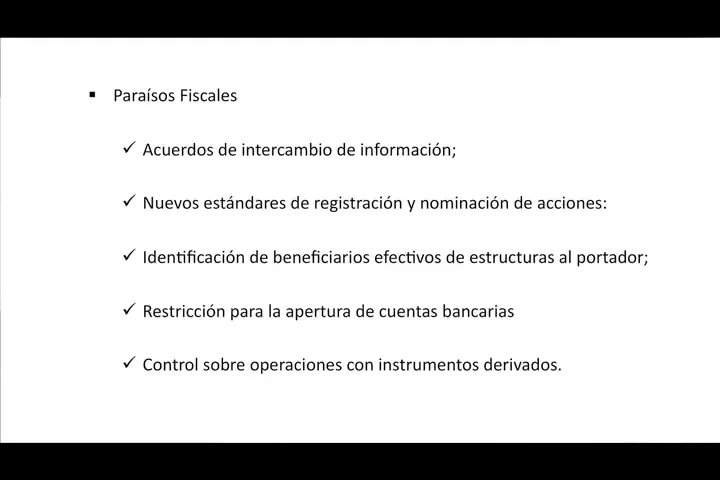 ▪ Paraísos Fiscales
✓ Acuerdos de intercambio de información;
✓ Nuevos estándares de registración y nominación de acciones:
✓ Identificación de beneficiarios efectivos de estructuras al portador;
✓ Restricción para la apertura de cuentas bancarias
✓ Control sobre operaciones con instrumentos derivados.